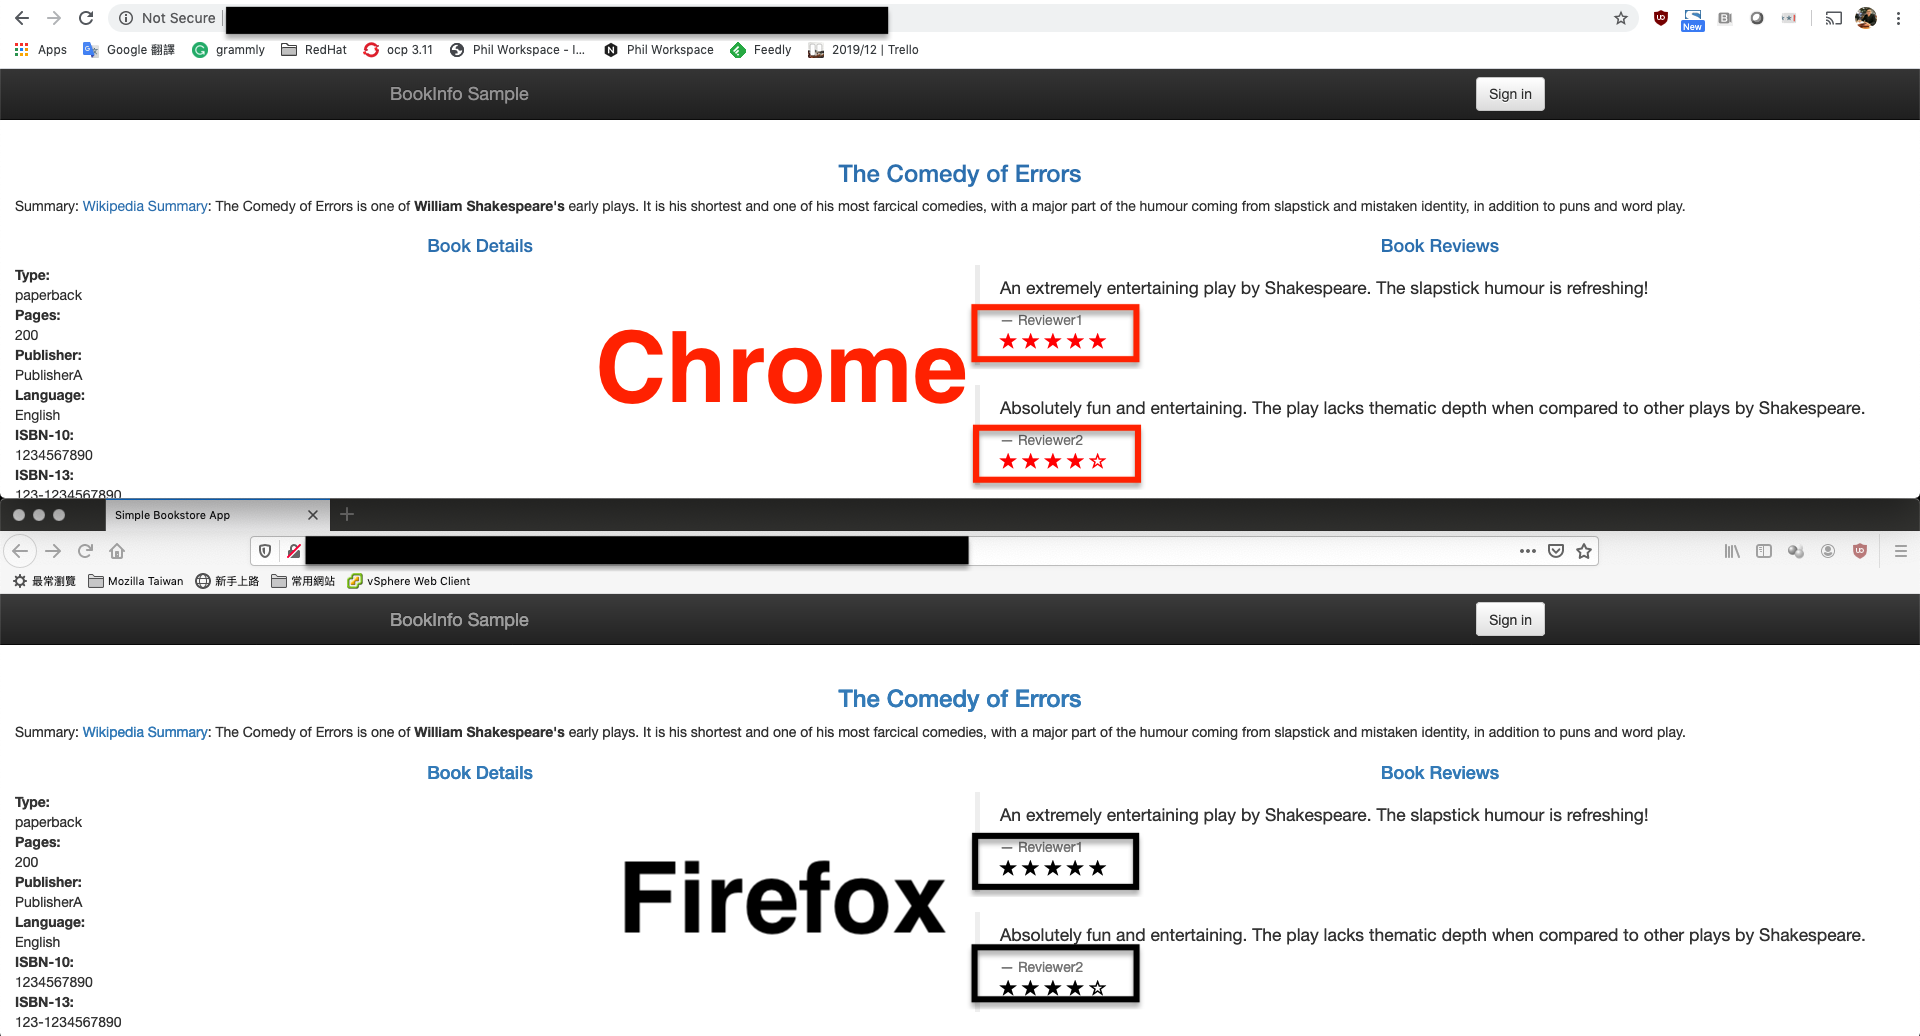 Not Secure
Apps Google 翻譯 grammly RedHat ocp 3.11 Phil Workspace - I... Phil Workspace Feedly 2019/12 | Trello
New
BookInfo Sample Sign in
The Comedy of Errors
Summary: Wikipedia Summary: The Comedy of Errors is one of William Shakespeare's early plays. It is his shortest and one of his most farcical comedies, with a major part of the humour coming from slapstick and mistaken identity, in addition to puns and word play.
Book Details
Type:
paperback
Pages:
200
Publisher:
PublisherA
Language:
English
ISBN-10:
1234567890
ISBN-13:
123-1234567890
Chrome
Book Reviews
An extremely entertaining play by Shakespeare. The slapstick humour is refreshing!
— Reviewer1
★ ★ ★ ★ ★
Absolutely fun and entertaining. The play lacks thematic depth when compared to other plays by Shakespeare.
— Reviewer2
★ ★ ★ ★ ☆
Simple Bookstore App
最常瀏覽 Mozilla Taiwan 新手上路 常用網站 vSphere Web Client
BookInfo Sample Sign in
The Comedy of Errors
Summary: Wikipedia Summary: The Comedy of Errors is one of William Shakespeare's early plays. It is his shortest and one of his most farcical comedies, with a major part of the humour coming from slapstick and mistaken identity, in addition to puns and word play.
Book Details
Type:
paperback
Pages:
200
Publisher:
PublisherA
Language:
English
ISBN-10:
1234567890
ISBN-13:
123-1234567890
Firefox
Book Reviews
An extremely entertaining play by Shakespeare. The slapstick humour is refreshing!
— Reviewer1
★ ★ ★ ★ ★
Absolutely fun and entertaining. The play lacks thematic depth when compared to other plays by Shakespeare.
— Reviewer2
★ ★ ★ ★ ☆